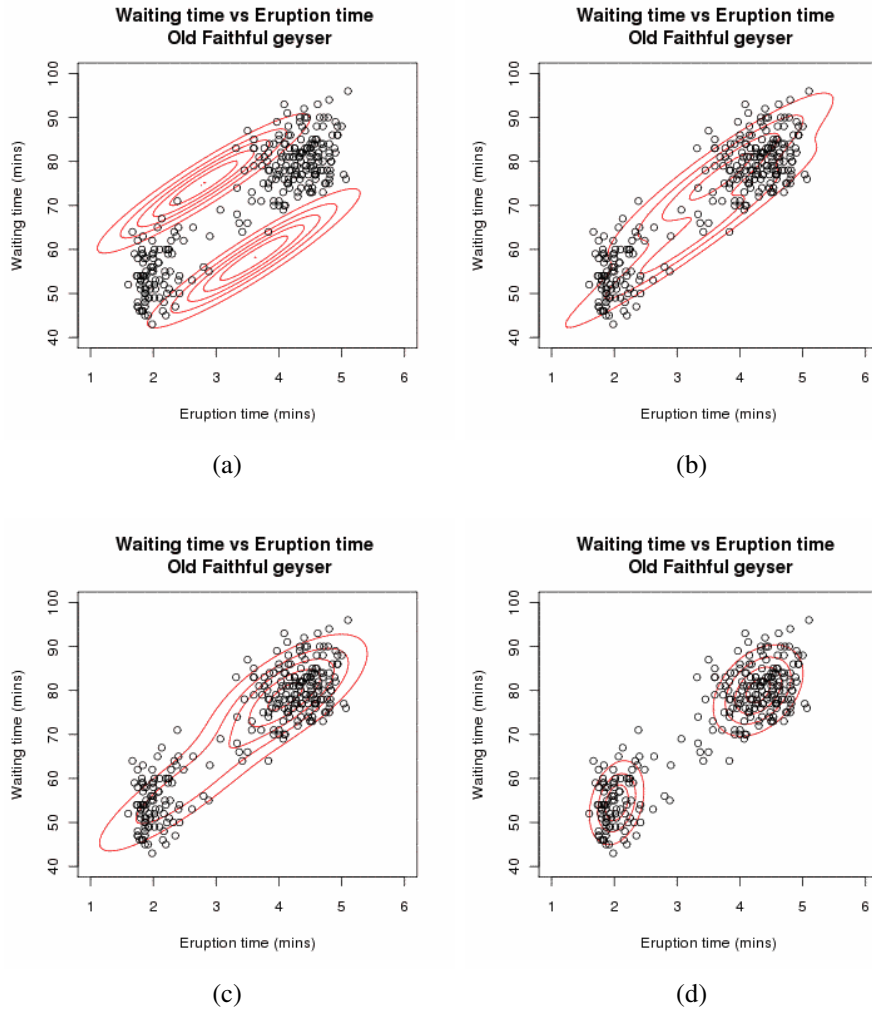 Waiting time vs Eruption time
Old Faithful geyser
Waiting time (mins)
100
90
80
70
60
50
40
1 2 3 4 5 6
Eruption time (mins)
(a)
Waiting time vs Eruption time
Old Faithful geyser
Waiting time (mins)
100
90
80
70
60
50
40
1 2 3 4 5 6
Eruption time (mins)
(b)
Waiting time vs Eruption time
Old Faithful geyser
Waiting time (mins)
100
90
80
70
60
50
40
1 2 3 4 5 6
Eruption time (mins)
(c)
Waiting time vs Eruption time
Old Faithful geyser
Waiting time (mins)
100
90
80
70
60
50
40
1 2 3 4 5 6
Eruption time (mins)
(d)